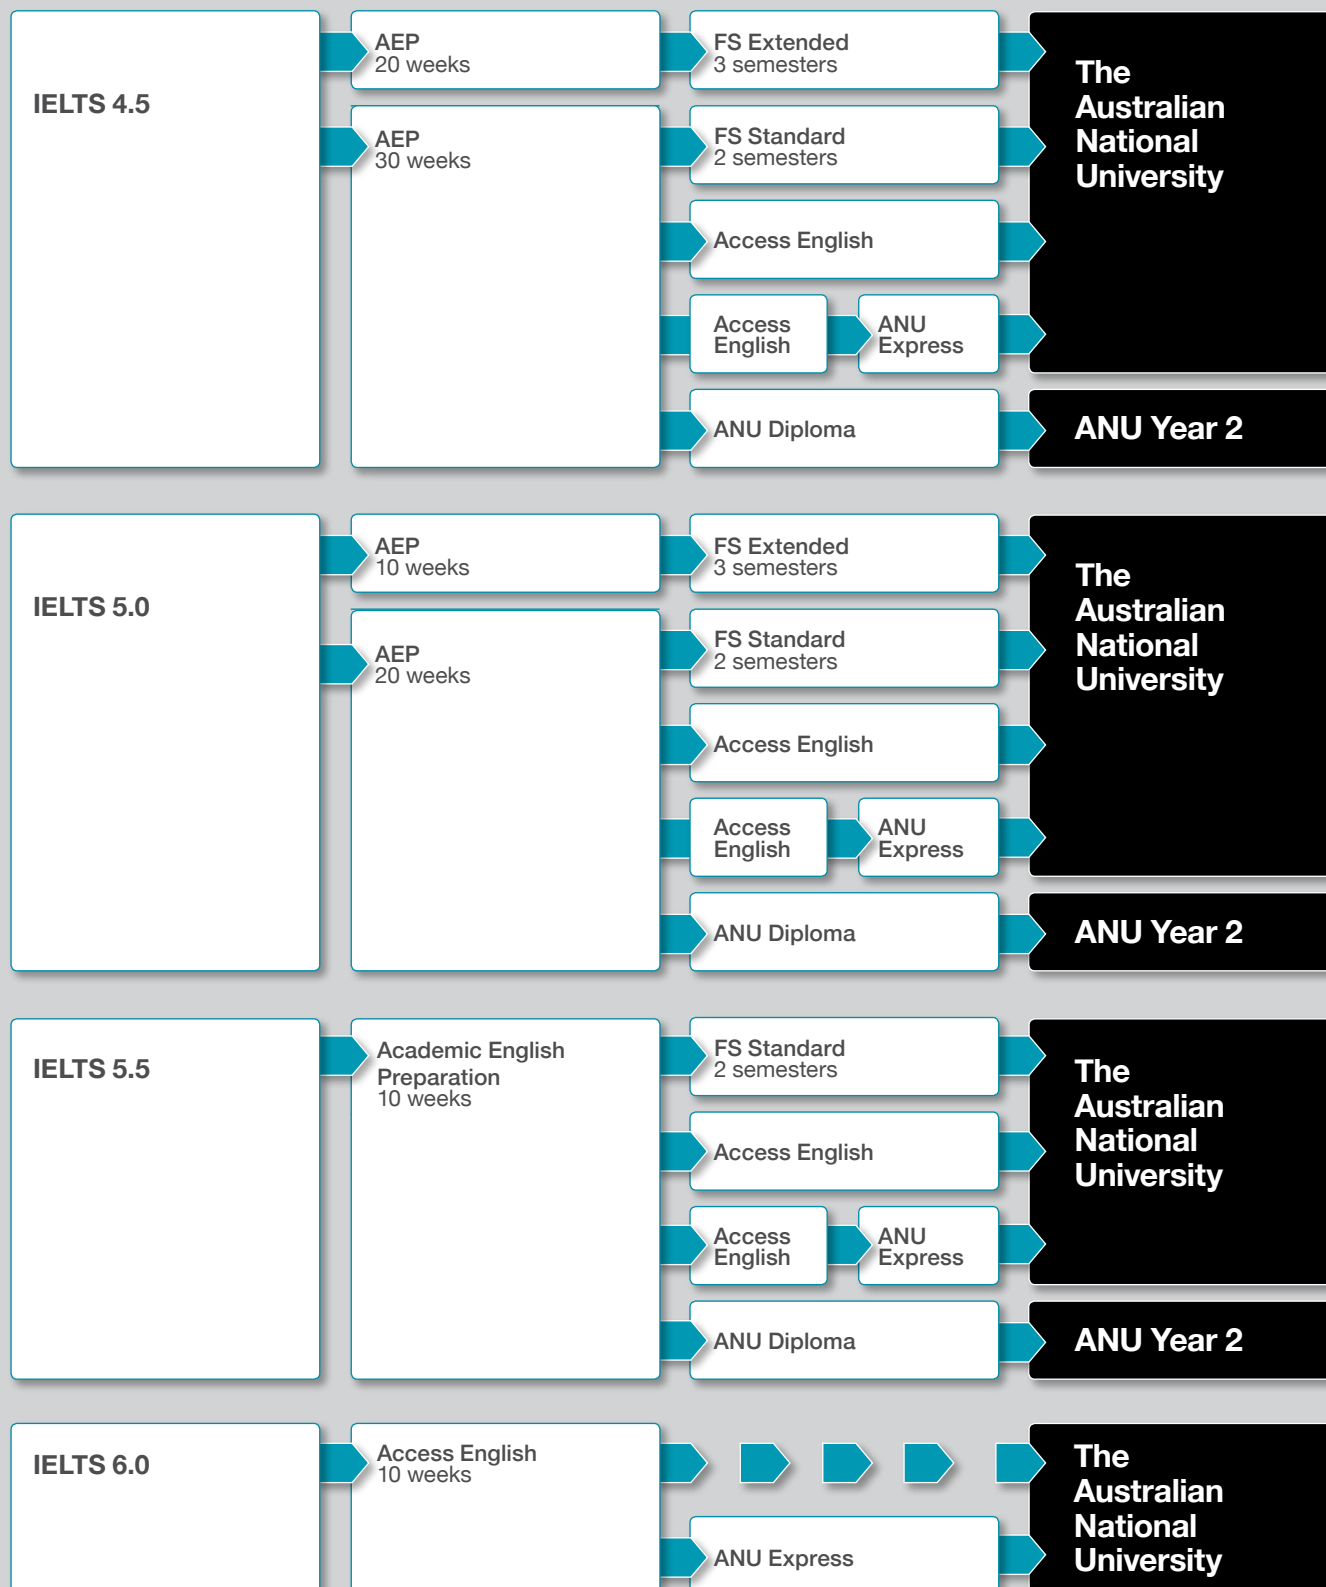 IELTS 4.5
AEP
20 weeks
FS Extended
3 semesters
The
Australian
National
University
AEP
30 weeks
FS Standard
2 semesters
Access English
Access
English
ANU
Express
ANU Diploma
ANU Year 2
IELTS 5.0
AEP
10 weeks
FS Extended
3 semesters
The
Australian
National
University
AEP
20 weeks
FS Standard
2 semesters
Access English
Access
English
ANU
Express
ANU Diploma
ANU Year 2
IELTS 5.5
Academic English
Preparation
10 weeks
FS Standard
2 semesters
The
Australian
National
University
Access English
Access
English
ANU
Express
ANU Diploma
ANU Year 2
IELTS 6.0
Access English
10 weeks
The
Australian
National
University
ANU Express